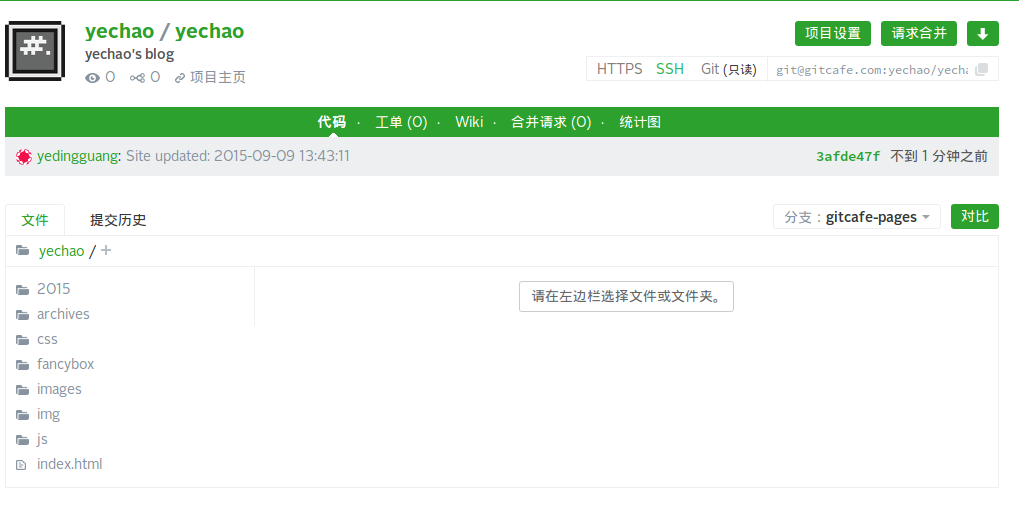 yechao / yechao
yechao's blog
0 0 项目主页
项目设置 请求合并
HTTPS SSH Git (只读) git@gitcafe.com:yechao/yecha
代码 · 工单 (0) · Wiki · 合并请求 (0) · 统计图
yedingguang: Site updated: 2015-09-09 13:43:11 3afde47f 不到 1 分钟之前
文件 提交历史 分支：gitcafe-pages 对比
yechao / +
2015
请在左边栏选择文件或文件夹。
archives
css
fancybox
images
img
js
index.html